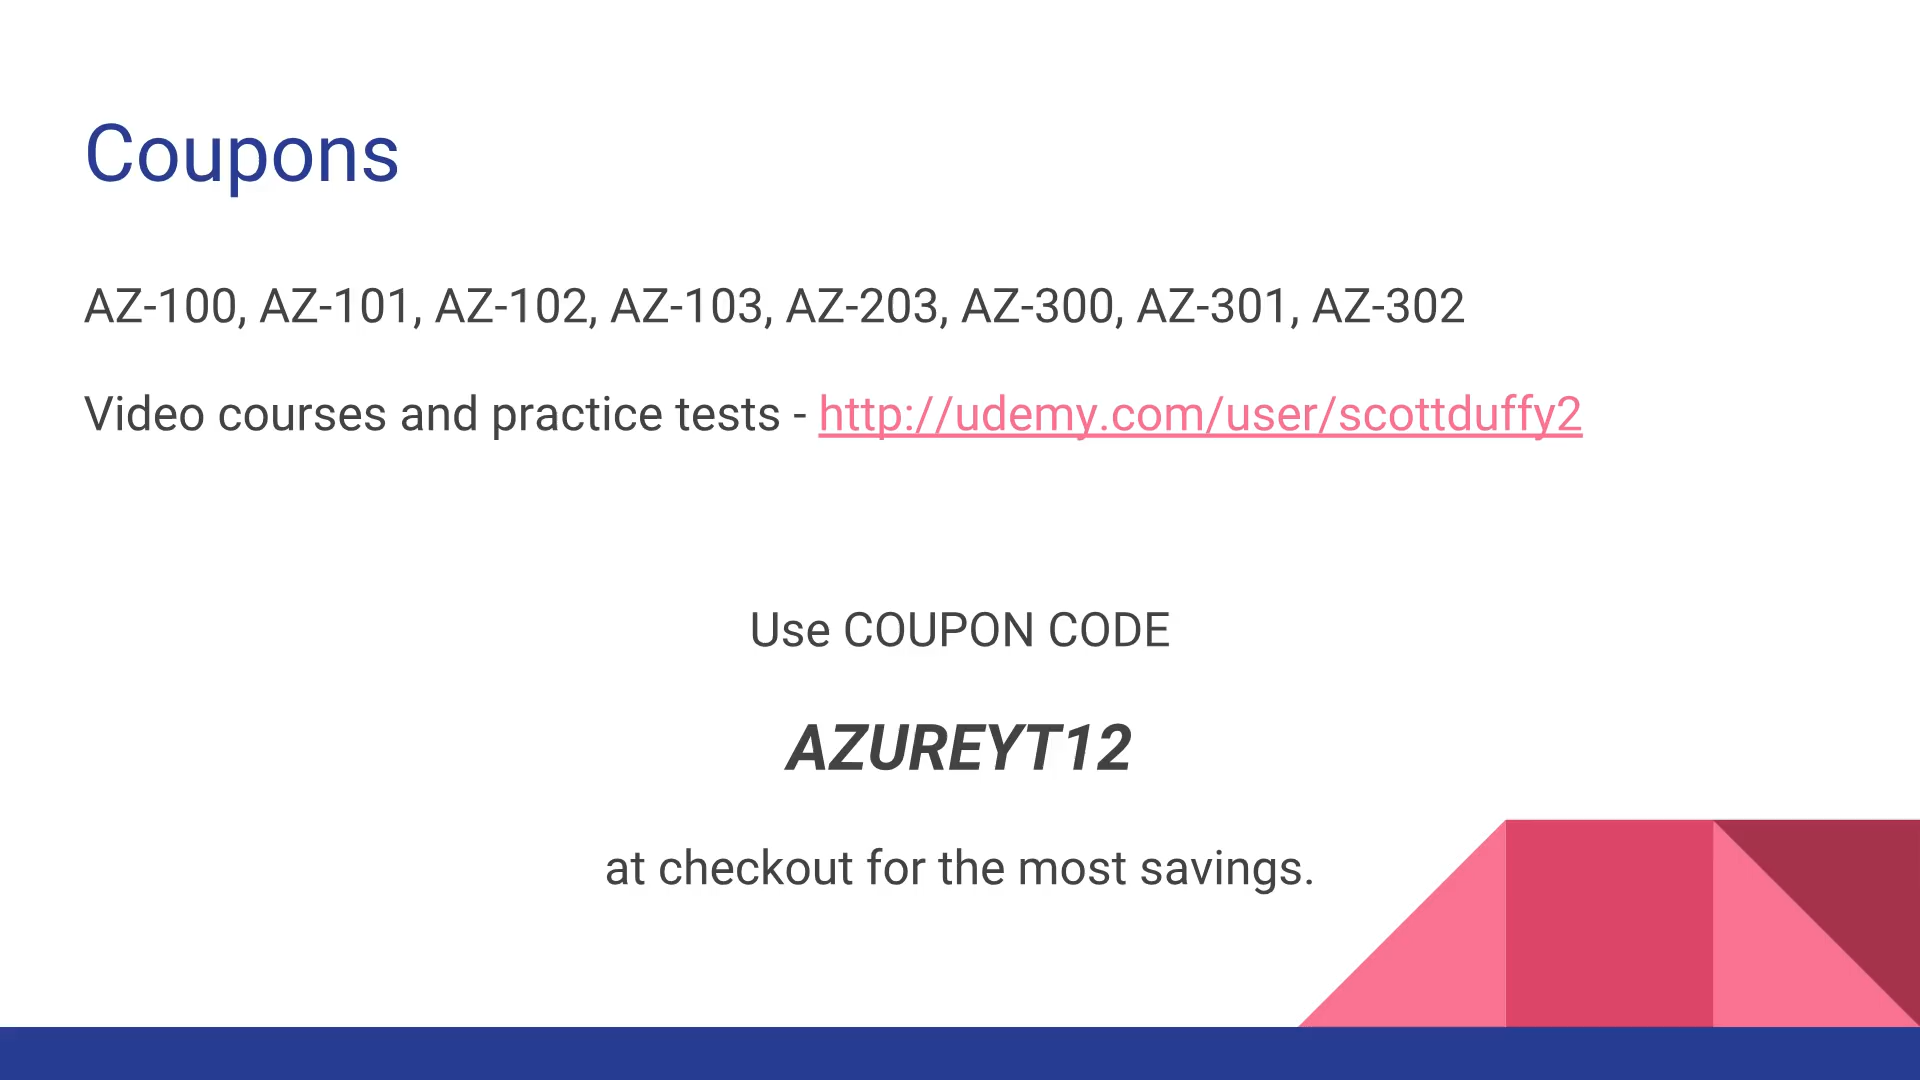 Coupons
AZ-100, AZ-101, AZ-102, AZ-103, AZ-203, AZ-300, AZ-301, AZ-302
Video courses and practice tests - http://udemy.com/user/scottduffy2
Use COUPON CODE
AZUREYT12
at checkout for the most savings.